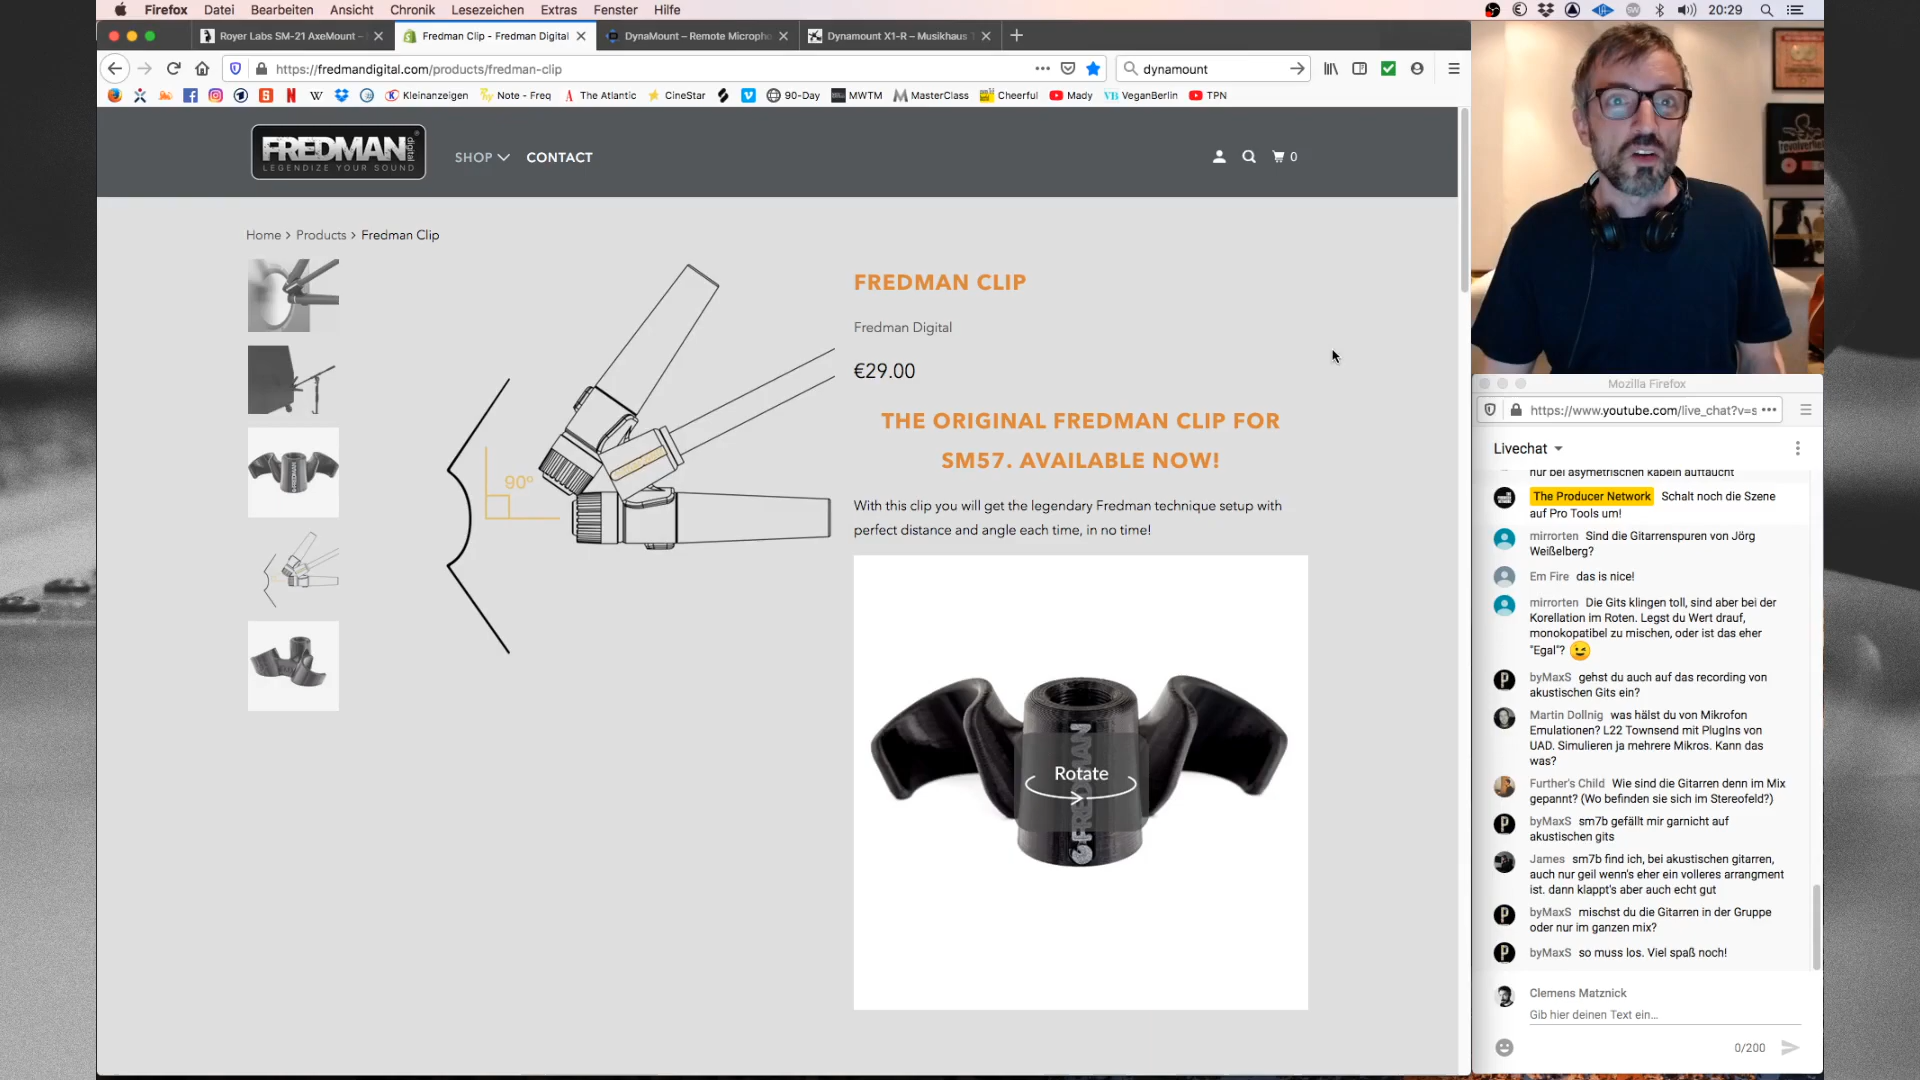 Firefox Datei Bearbeiten Ansicht Chronik Lesezeichen Extras Fenster Hilfe
20:29
Royer Labs SM-21 AxeMount –
Fredman Clip - Fredman Digital
DynaMount – Remote Micropho
Dynamount X1-R – Musikhaus
https://fredmandigital.com/products/fredman-clip
dynamount
Kleinanzeigen Note - Freq The Atlantic CineStar 90-Day MWTM MasterClass Cheerful Mady VeganBerlin TPN
FREDMAN digital
LEGENDIZE YOUR SOUND
SHOP CONTACT
0
Home > Products > Fredman Clip
90°
FREDMAN CLIP
Fredman Digital
€29.00
THE ORIGINAL FREDMAN CLIP FOR
SM57. AVAILABLE NOW!
With this clip you will get the legendary Fredman technique setup with
perfect distance and angle each time, in no time!
FREDMAN
Rotate
Mozilla Firefox
https://www.youtube.com/live_chat?v=s
Livechat
nur bei asymetrischen kabeln auftaucht
The Producer Network Schalt noch die Szene
auf Pro Tools um!
mirrorten Sind die Gitarrenspuren von Jörg
Weißelberg?
Em Fire das is nice!
mirrorten Die Gits klingen toll, sind aber bei der
Korellation im Roten. Legst du Wert drauf,
monokopatibel zu mischen, oder ist das eher
"Egal"? 😉
byMaxS gehst du auch auf das recording von
akustischen Gits ein?
Martin Dollnig was hälst du von Mikrofon
Emulationen? L22 Townsend mit PlugIns von
UAD. Simulieren ja mehrere Mikros. Kann das
was?
Further's Child Wie sind die Gitarren denn im Mix
gepannt? (Wo befinden sie sich im Stereofeld?)
byMaxS sm7b gefällt mir garnicht auf
akustischen gits
James sm7b find ich, bei akustischen gitarren,
auch nur geil wenn's eher ein volleres arrangment
ist. dann klappt's aber auch echt gut
byMaxS mischst du die Gitarren in der Gruppe
oder nur im ganzen mix?
byMaxS so muss los. Viel spaß noch!
Clemens Matznick
Gib hier deinen Text ein...
0/200